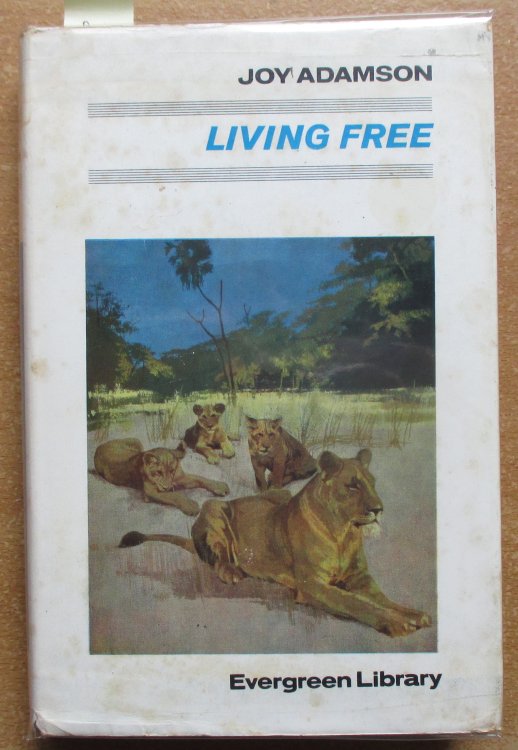 JOY ADAMSON
LIVING FREE
Evergreen Library